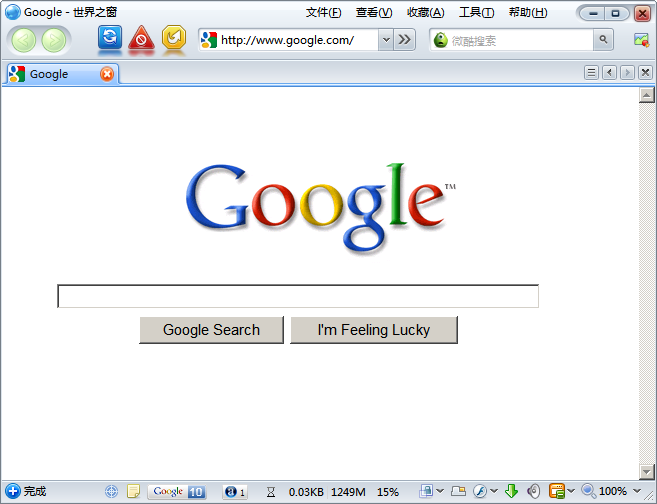 Google - 世界之窗
文件(F) 查看(V) 收藏(A) 工具(T) 帮助(H)
http://www.google.com/ 微酷搜索
Google
Google™
Google Search I'm Feeling Lucky
完成 Google 10 a 1 0.03KB 1249M 15% 100%